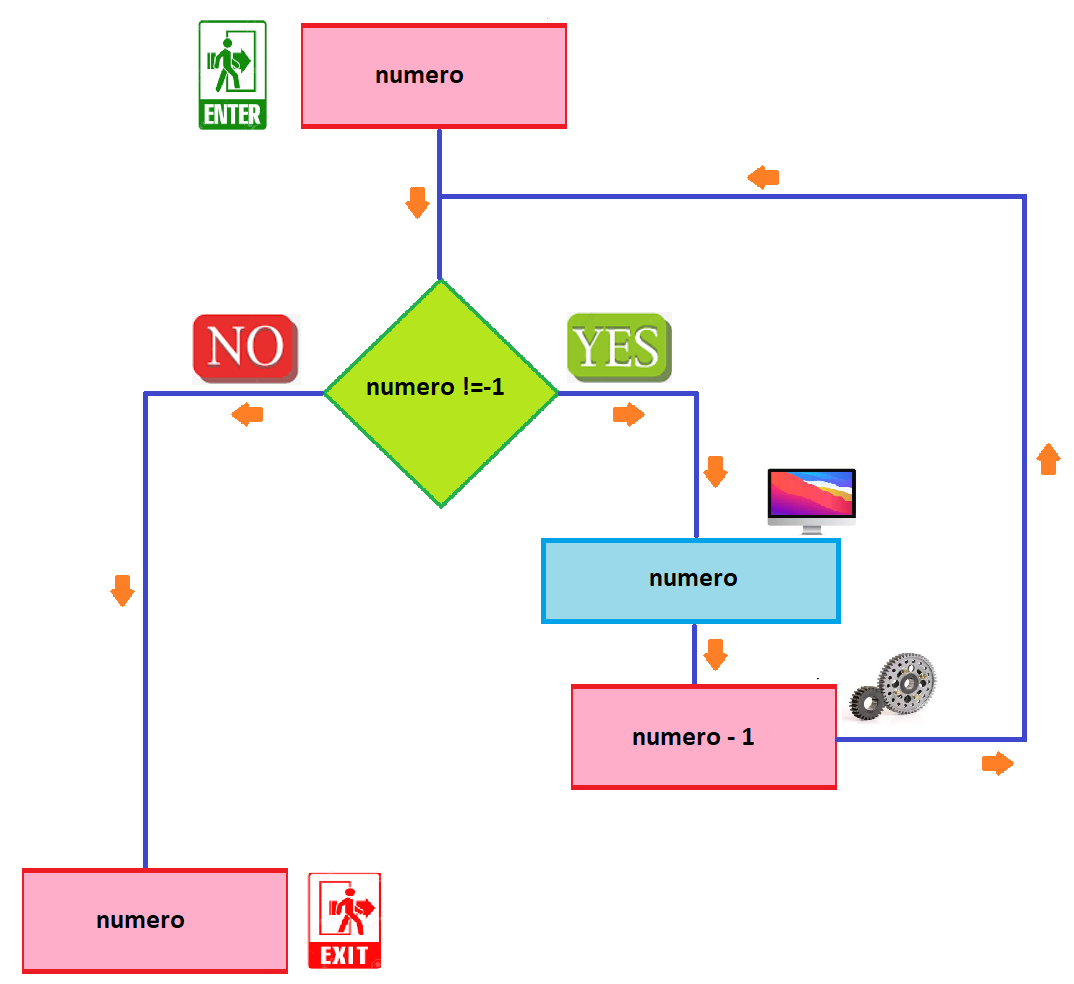 numero
ENTER
NO
YES
numero !=-1
numero
numero - 1
numero
EXIT